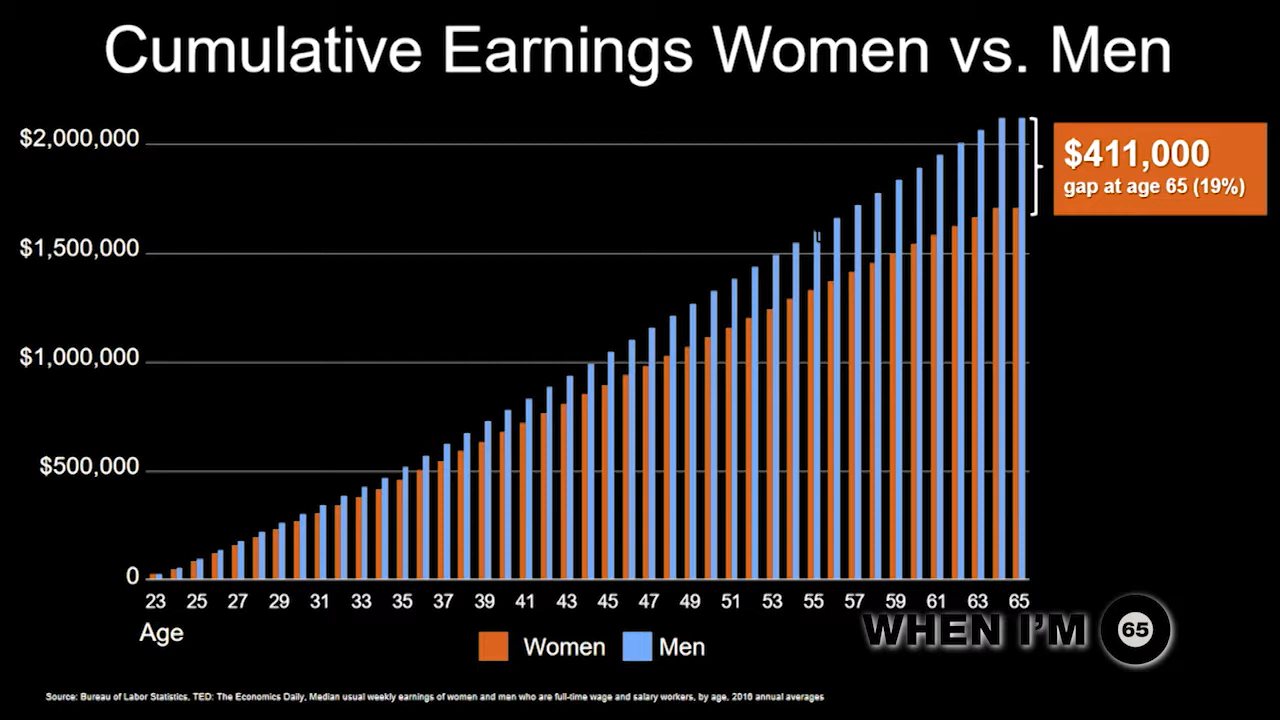 Cumulative Earnings Women vs. Men
$2,000,000
$1,500,000
$1,000,000
$500,000
0
$411,000
gap at age 65 (19%)
23 25 27 29 31 33 35 37 39 41 43 45 47 49 51 53 55 57 59 61 63 65
Age
Women Men
WHEN I'M 65
Source: Bureau of Labor Statistics, TED: The Economics Daily, Median usual weekly earnings of women and men who are full-time wage and salary workers, by age, 2016 annual averages